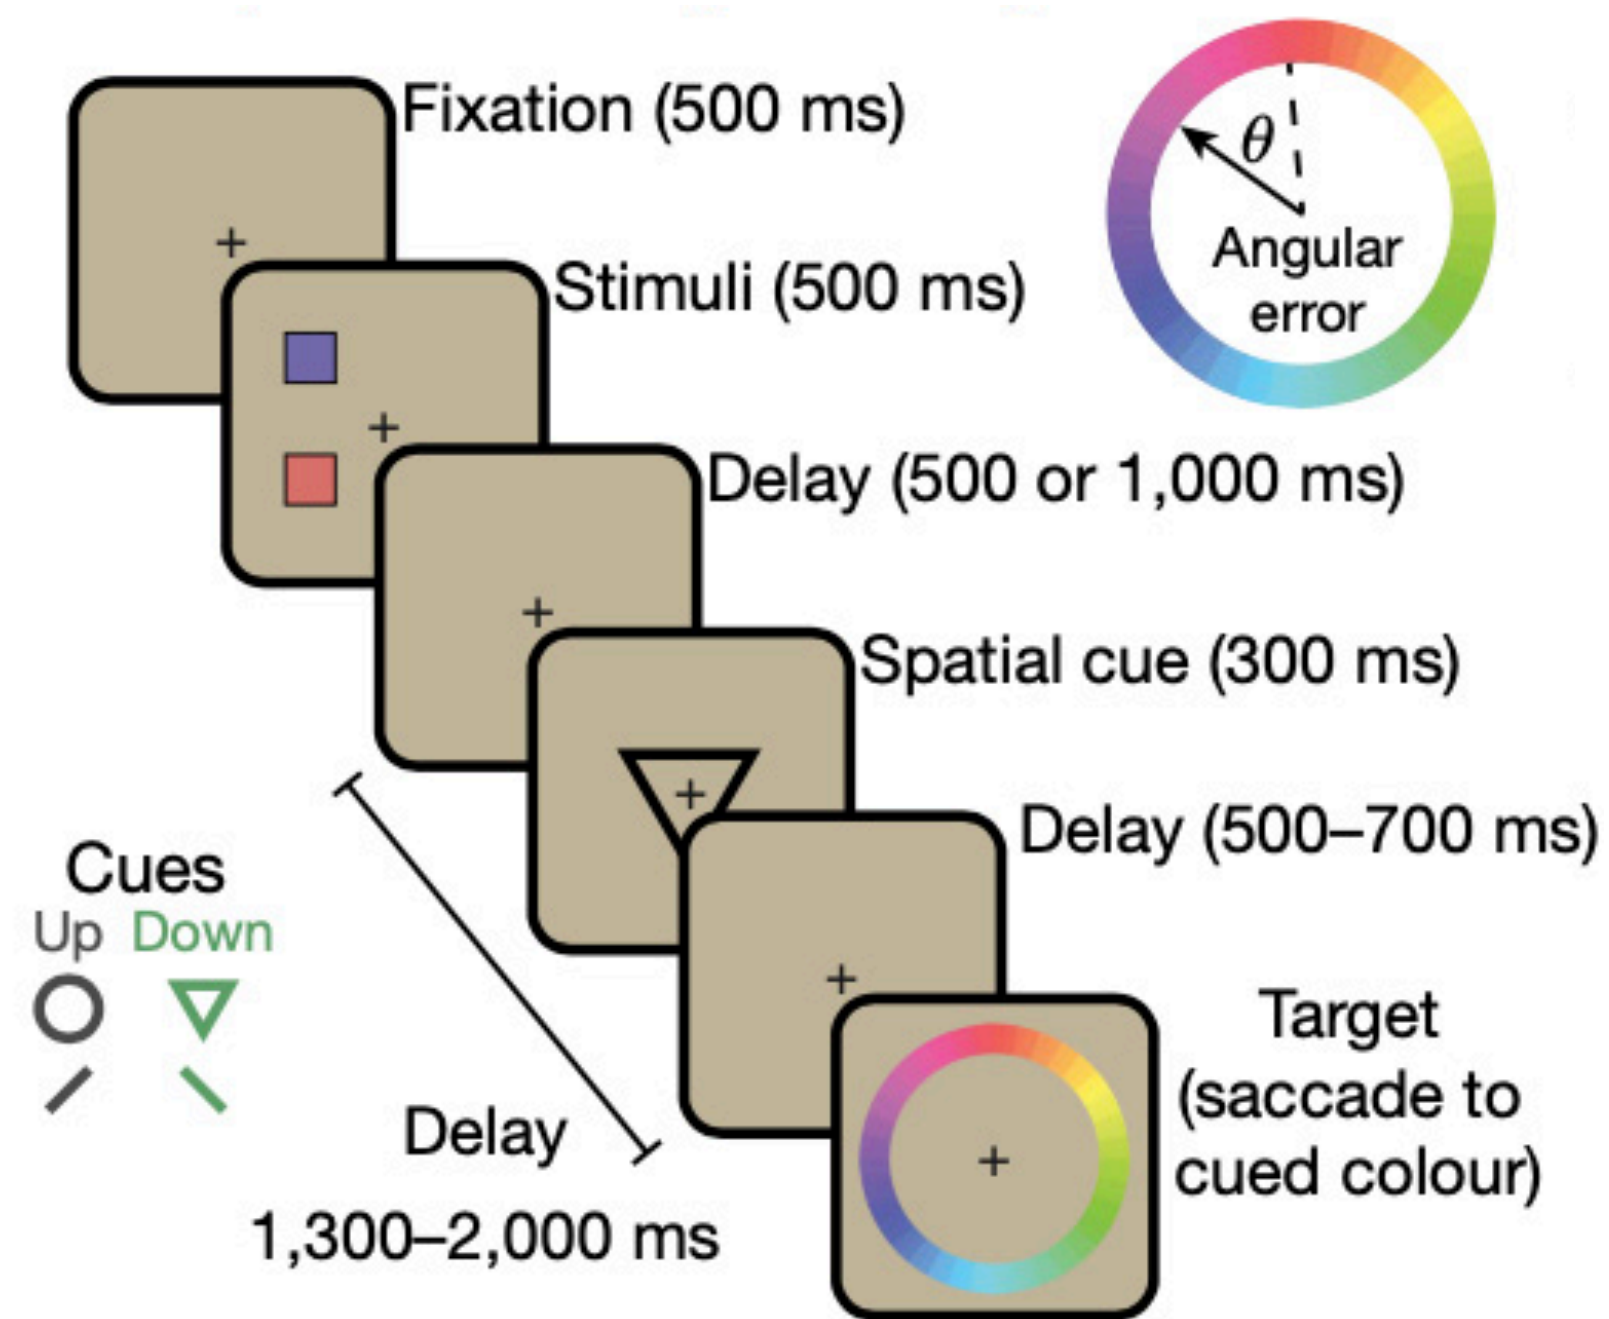 Fixation (500 ms)
Stimuli (500 ms)
θ
Angular
error
Delay (500 or 1,000 ms)
Spatial cue (300 ms)
Delay (500–700 ms)
Cues
Up Down
Target
(saccade to
cued colour)
Delay
1,300–2,000 ms